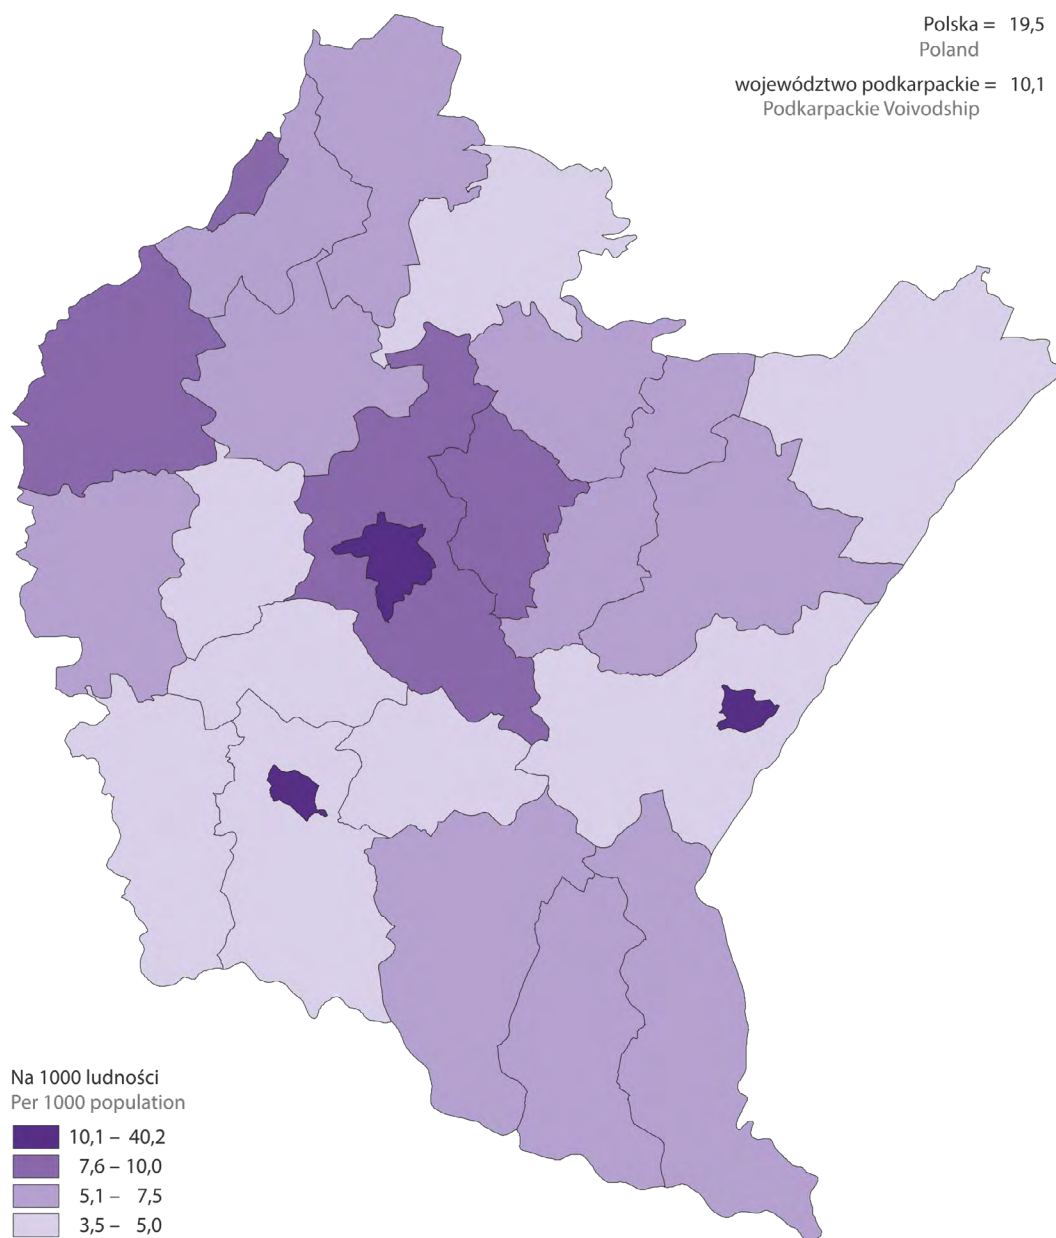 Polska = 19,5
Poland
województwo podkarpackie = 10,1
Podkarpackie Voivodship
Na 1000 ludności
Per 1000 population
10,1 – 40,2
7,6 – 10,0
5,1 – 7,5
3,5 – 5,0